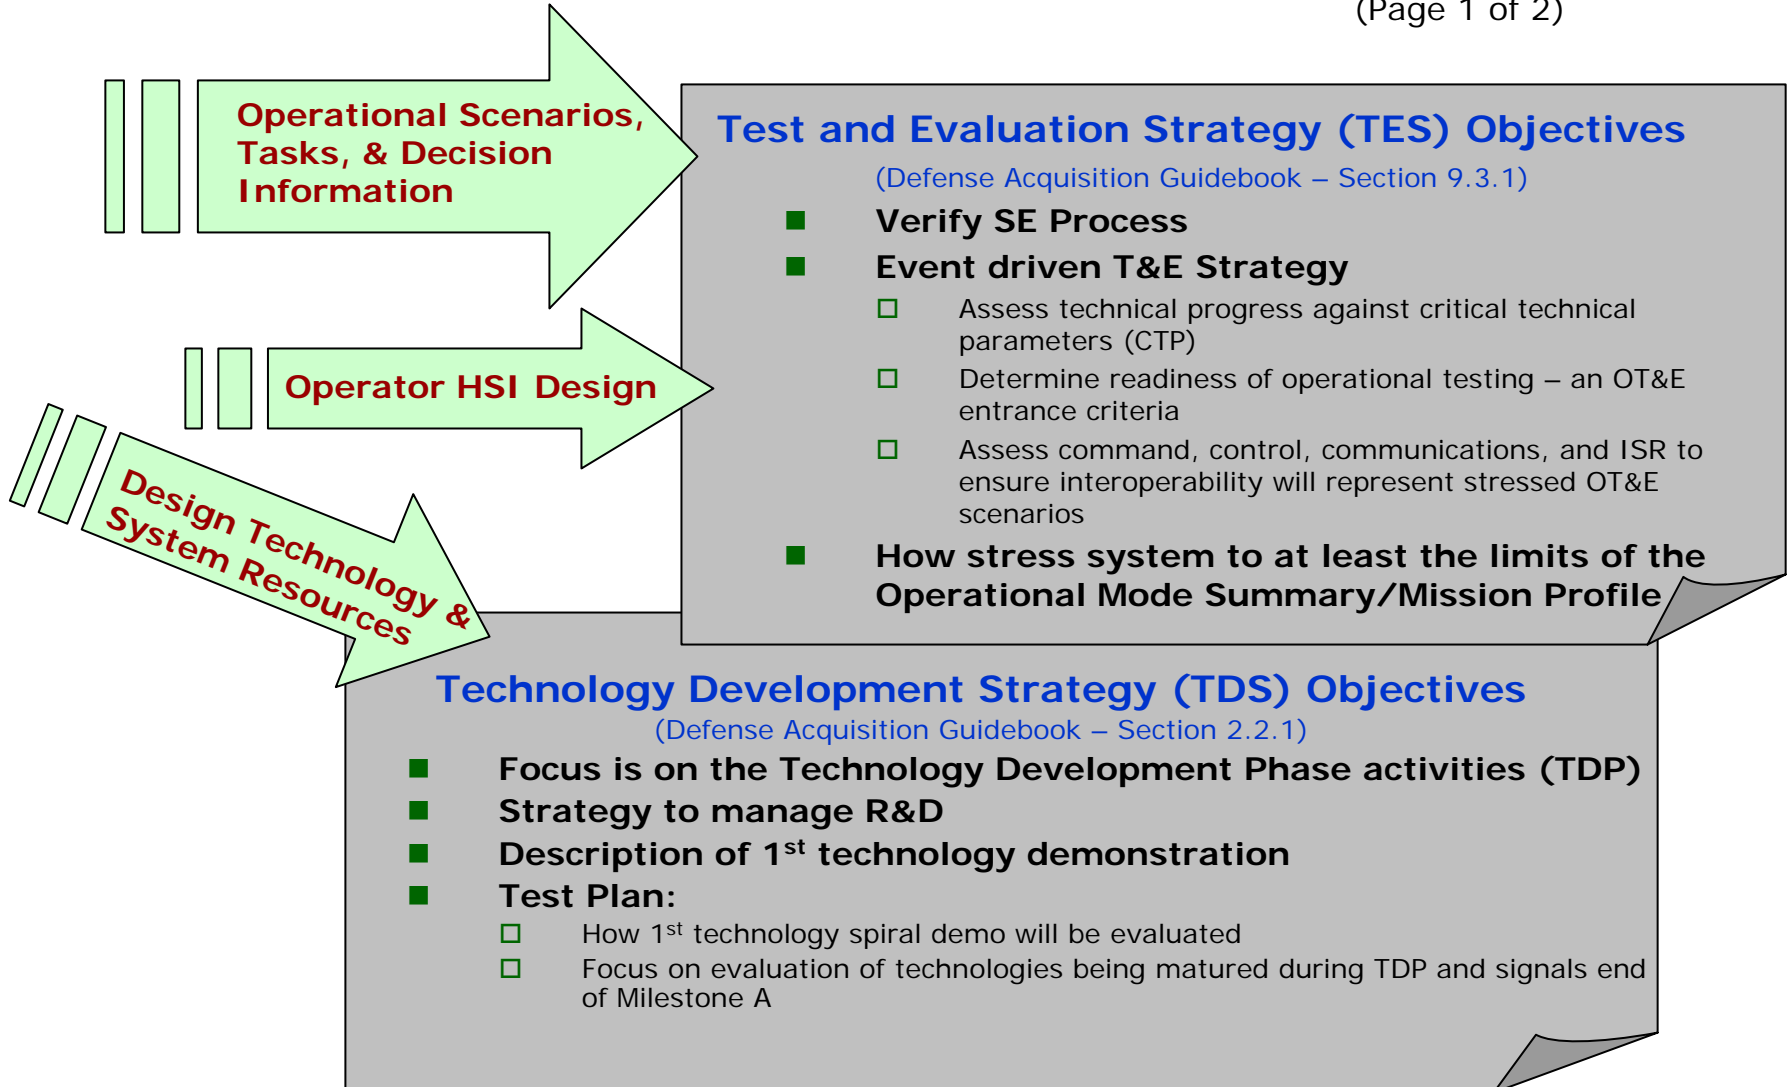 (Page 1 of 2)
Operational Scenarios,
Tasks, & Decision
Information
Operator HSI Design
Design Technology &
System Resources
Test and Evaluation Strategy (TES) Objectives
(Defense Acquisition Guidebook – Section 9.3.1)
Verify SE Process
Event driven T&E Strategy
Assess technical progress against critical technical
parameters (CTP)
Determine readiness of operational testing – an OT&E
entrance criteria
Assess command, control, communications, and ISR to
ensure interoperability will represent stressed OT&E
scenarios
How stress system to at least the limits of the
Operational Mode Summary/Mission Profile
Technology Development Strategy (TDS) Objectives
(Defense Acquisition Guidebook – Section 2.2.1)
Focus is on the Technology Development Phase activities (TDP)
Strategy to manage R&D
Description of 1st technology demonstration
Test Plan:
How 1st technology spiral demo will be evaluated
Focus on evaluation of technologies being matured during TDP and signals end
of Milestone A